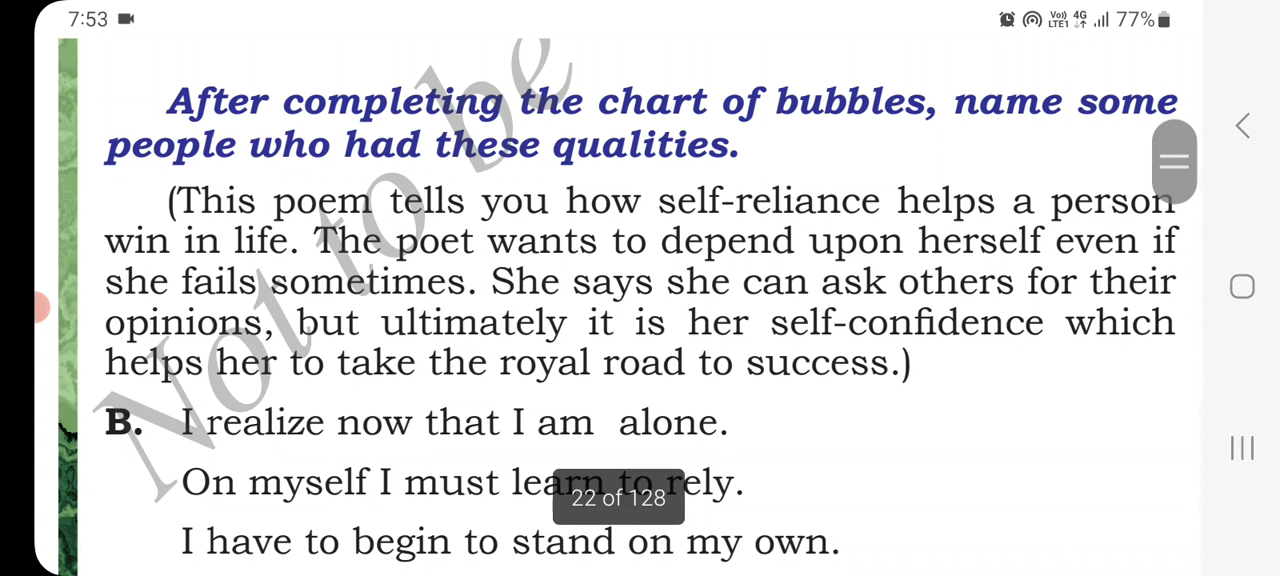 7:53 Vo) 4G LTE1 77%
After completing the chart of bubbles, name some
people who had these qualities.
(This poem tells you how self-reliance helps a person
win in life. The poet wants to depend upon herself even if
she fails sometimes. She says she can ask others for their
opinions, but ultimately it is her self-confidence which
helps her to take the royal road to success.)
B. I realize now that I am alone.
On myself I must learn to rely.
22 of 128
I have to begin to stand on my own.
Not to be